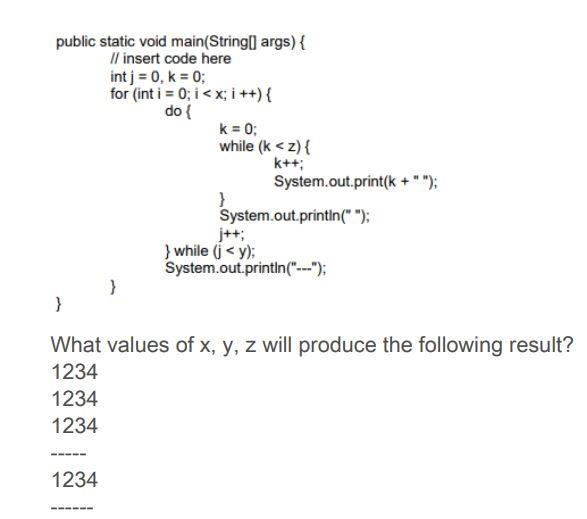 public static void main(String[] args) {
// insert code here
int j = 0, k = 0;
for (int i = 0; i < x; i ++) {
do {
k = 0;
while (k < z) {
k++;
System.out.print(k + " ");
}
System.out.println(" ");
j++;
} while (j < y);
System.out.println("---");
}
}
What values of x, y, z will produce the following result?
1234
1234
1234
-----
1234
------